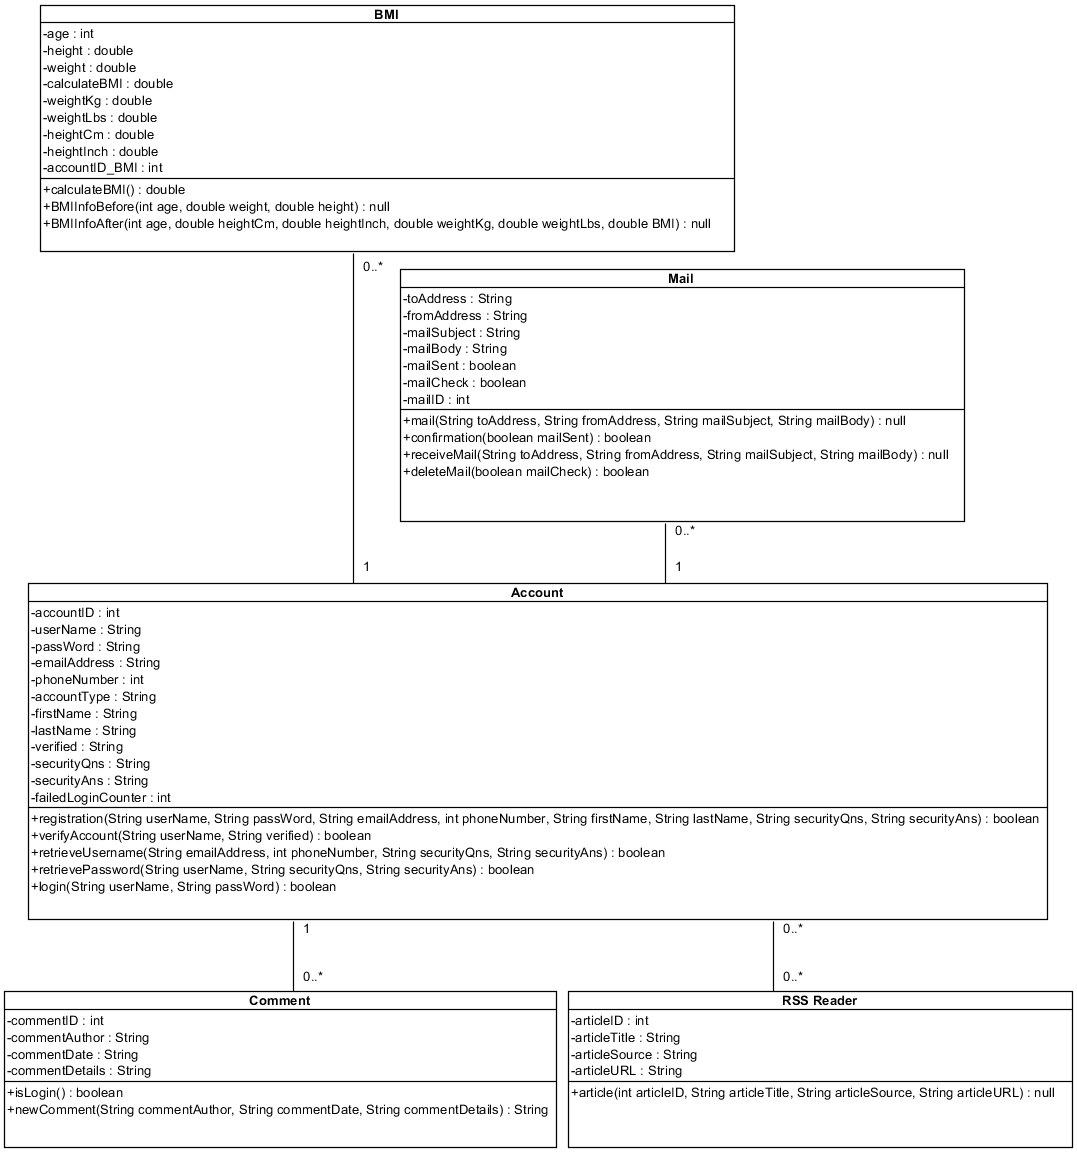 BMI
-age : int
-height : double
-weight : double
-calculateBMI : double
-weightKg : double
-weightLbs : double
-heightCm : double
-heightInch : double
-accountID_BMI : int
+calculateBMI() : double
+BMIInfoBefore(int age, double weight, double height) : null
+BMIInfoAfter(int age, double heightCm, double heightInch, double weightKg, double weightLbs, double BMI) : null
0..*
Mail
-toAddress : String
-fromAddress : String
-mailSubject : String
-mailBody : String
-mailSent : boolean
-mailCheck : boolean
-mailID : int
+mail(String toAddress, String fromAddress, String mailSubject, String mailBody) : null
+confirmation(boolean mailSent) : boolean
+receiveMail(String toAddress, String fromAddress, String mailSubject, String mailBody) : null
+deleteMail(boolean mailCheck) : boolean
0..*
1
1
Account
-accountID : int
-userName : String
-passWord : String
-emailAddress : String
-phoneNumber : int
-accountType : String
-firstName : String
-lastName : String
-verified : String
-securityQns : String
-securityAns : String
-failedLoginCounter : int
+registration(String userName, String passWord, String emailAddress, int phoneNumber, String firstName, String lastName, String securityQns, String securityAns) : boolean
+verifyAccount(String userName, String verified) : boolean
+retrieveUsername(String emailAddress, int phoneNumber, String securityQns, String securityAns) : boolean
+retrievePassword(String userName, String securityQns, String securityAns) : boolean
+login(String userName, String passWord) : boolean
1
0..*
0..*
0..*
Comment
-commentID : int
-commentAuthor : String
-commentDate : String
-commentDetails : String
+isLogin() : boolean
+newComment(String commentAuthor, String commentDate, String commentDetails) : String
RSS Reader
-articleID : int
-articleTitle : String
-articleSource : String
-articleURL : String
+article(int articleID, String articleTitle, String articleSource, String articleURL) : null